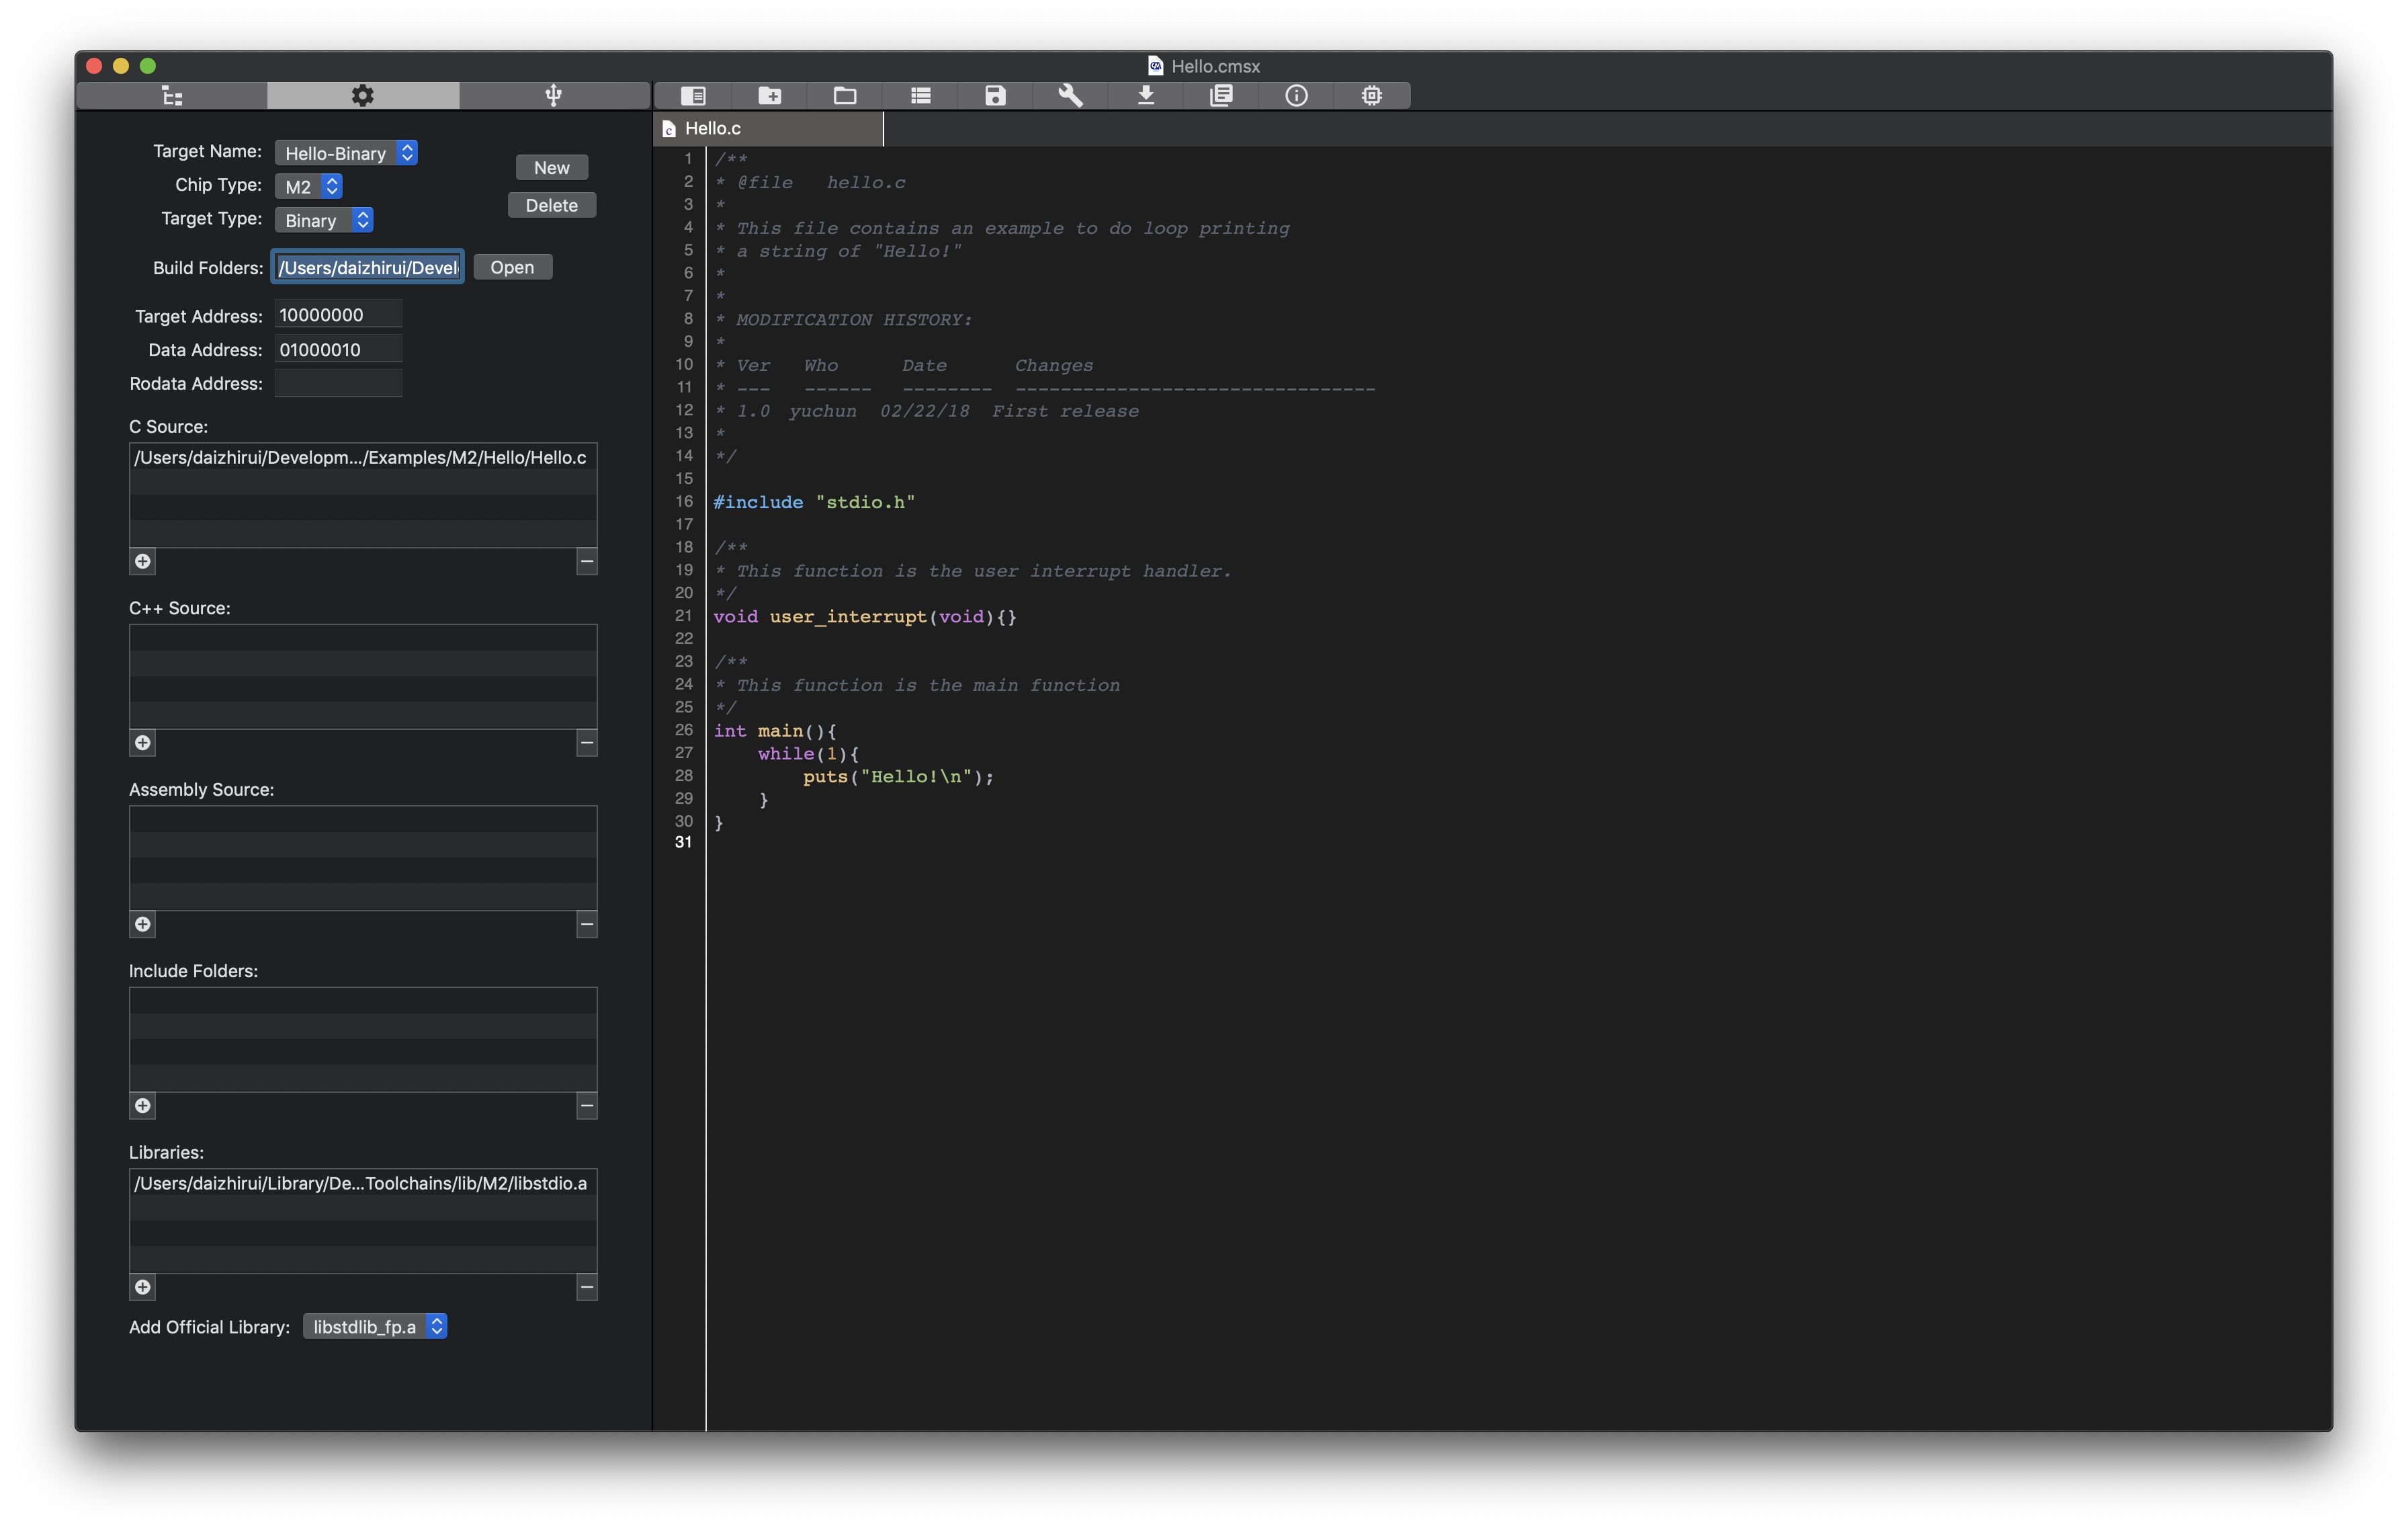 Hello.cmsx
Target Name: Hello-Binary
New
Chip Type: M2
Delete
Target Type: Binary
Build Folders: /Users/daizhirui/Devel Open
Target Address: 10000000
Data Address: 01000010
Rodata Address:
C Source:
/Users/daizhirui/Developm.../Examples/M2/Hello/Hello.c
C++ Source:
Assembly Source:
Include Folders:
Libraries:
/Users/daizhirui/Library/De...Toolchains/lib/M2/libstdio.a
Add Official Library: libstdlib_fp.a
Hello.c
1 /**
2 * @file   hello.c
3 *
4 * This file contains an example to do loop printing
5 * a string of "Hello!"
6 *
7 *
8 * MODIFICATION HISTORY:
9 *
10 * Ver   Who      Date      Changes
11 * ---   ------   --------  --------------------------------
12 * 1.0  yuchun  02/22/18  First release
13 *
14 */
15
16 #include "stdio.h"
17
18 /**
19 * This function is the user interrupt handler.
20 */
21 void user_interrupt(void){}
22
23 /**
24 * This function is the main function
25 */
26 int main(){
27     while(1){
28         puts("Hello!\n");
29     }
30 }
31